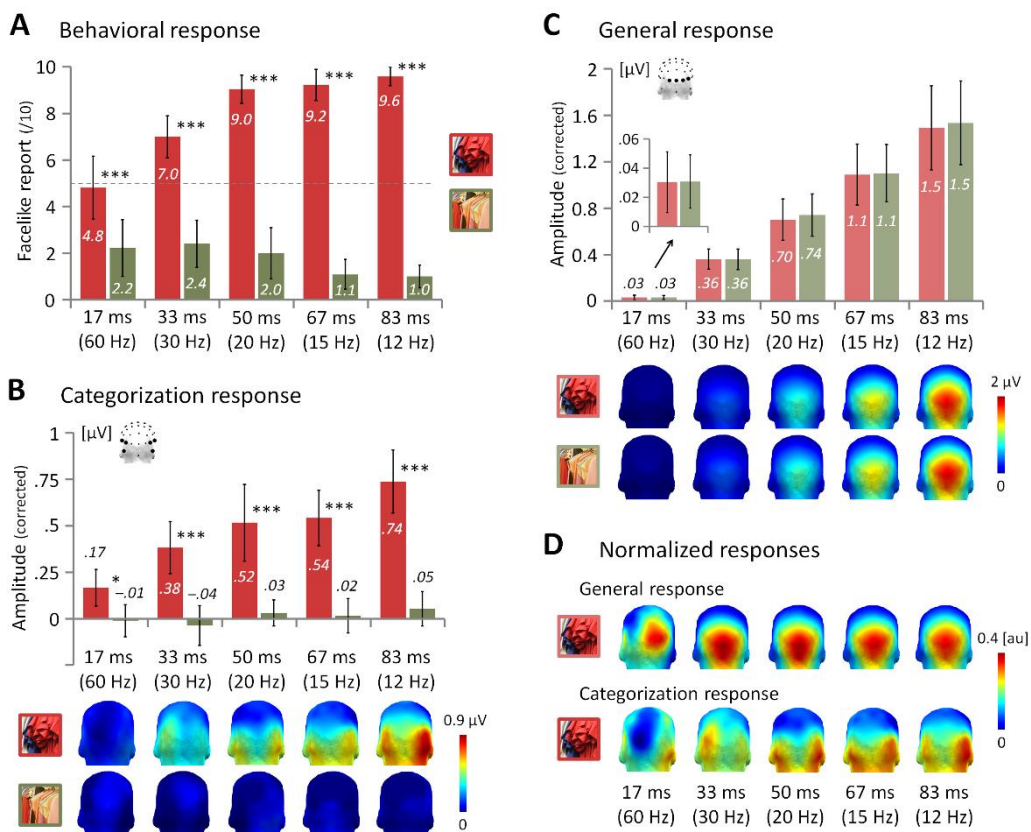 A Behavioral response
Facelike report (/10)
10
8
6
4
2
0
4.8
***
2.2
7.0
***
2.4
9.0
***
2.0
9.2
***
1.1
9.6
***
1.0
17 ms 33 ms 50 ms 67 ms 83 ms
(60 Hz) (30 Hz) (20 Hz) (15 Hz) (12 Hz)
B Categorization response
[µV]
Amplitude (corrected)
1
.75
.5
.25
0
.17
*
−.01
.38
***
−.04
.52
***
.03
.54
***
.02
.74
***
.05
17 ms 33 ms 50 ms 67 ms 83 ms
(60 Hz) (30 Hz) (20 Hz) (15 Hz) (12 Hz)
0.9 µV
0
C General response
[µV]
Amplitude (corrected)
2
1.6
1.2
0.8
0.4
0
.06
.04
.02
0
.03 .03
.36 .36
.70 .74
1.1 1.1
1.5 1.5
17 ms 33 ms 50 ms 67 ms 83 ms
(60 Hz) (30 Hz) (20 Hz) (15 Hz) (12 Hz)
2 µV
0
D Normalized responses
General response
Categorization response
0.4 [au]
0
17 ms 33 ms 50 ms 67 ms 83 ms
(60 Hz) (30 Hz) (20 Hz) (15 Hz) (12 Hz)